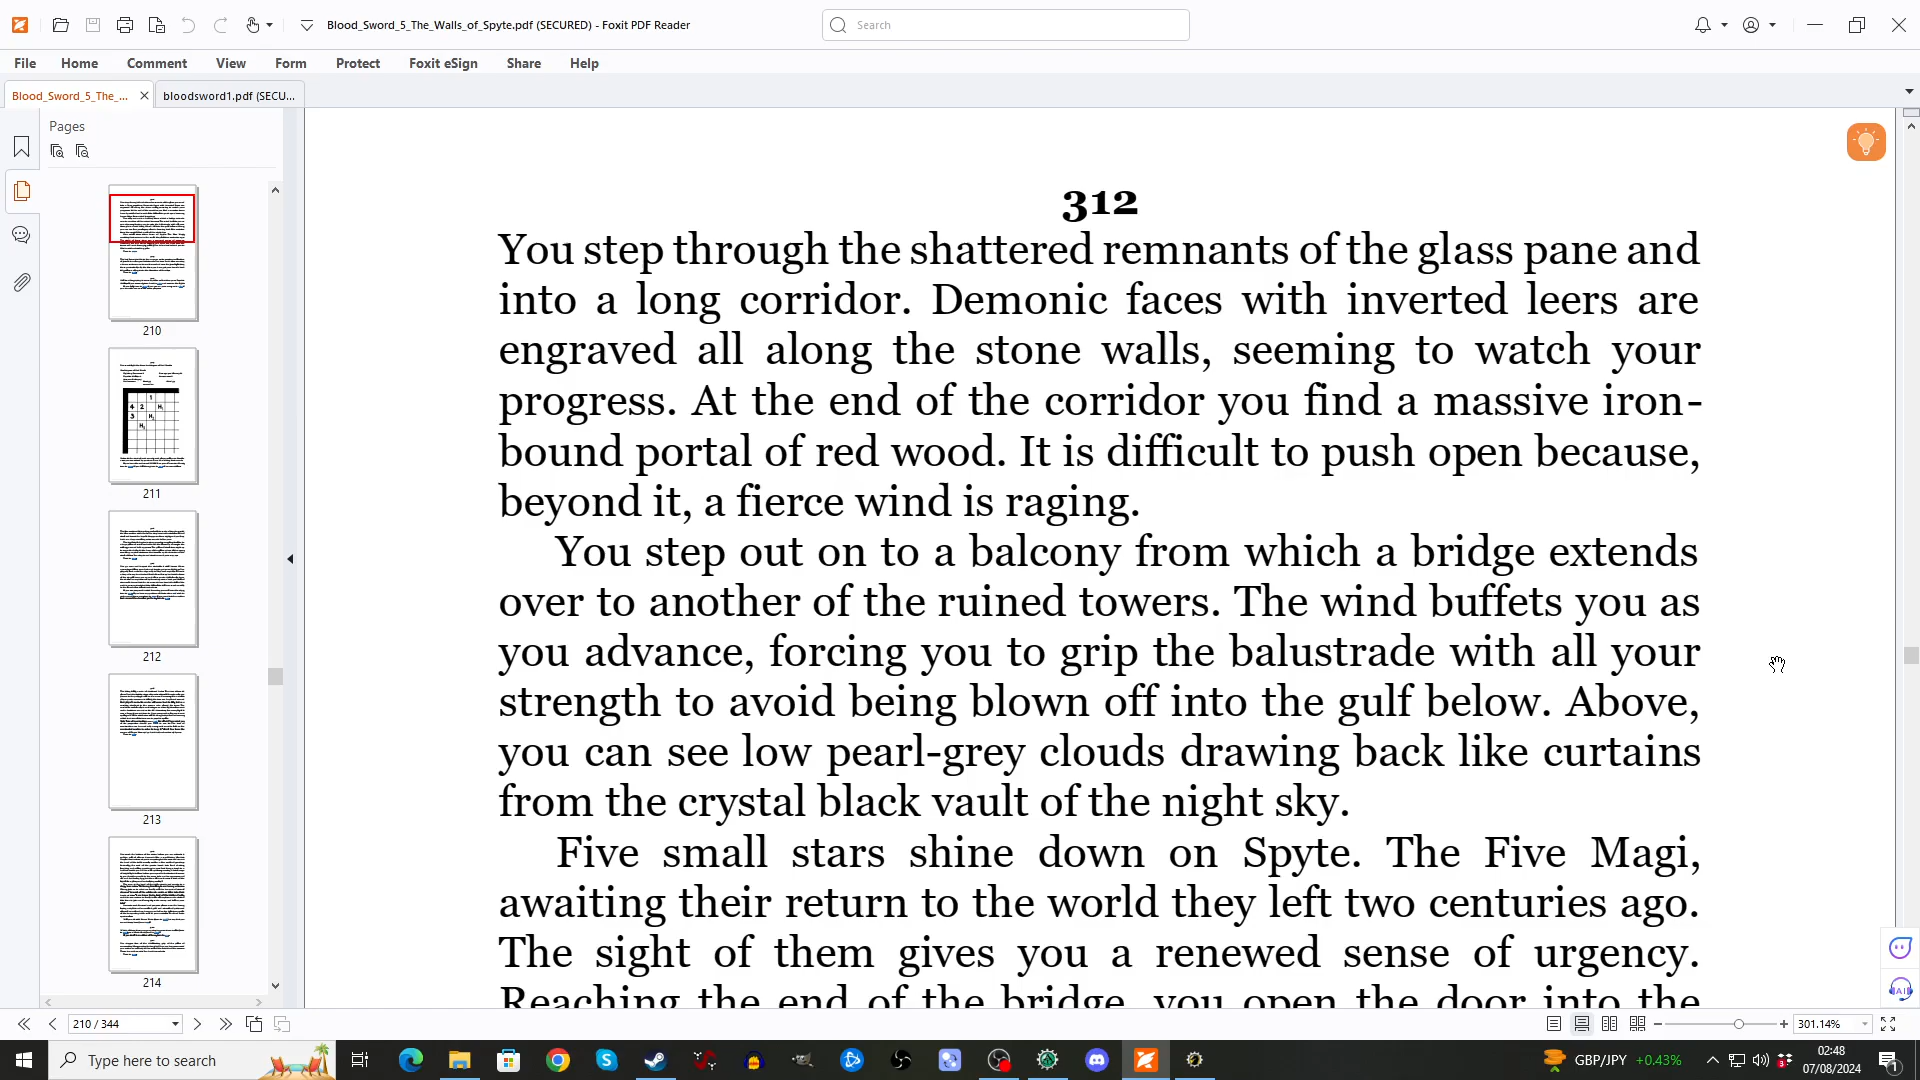 Blood_Sword_5_The_Walls_of_Spyte.pdf (SECURED) - Foxit PDF Reader
Search
File Home Comment View Form Protect Foxit eSign Share Help
Blood_Sword_5_The_...
bloodsword1.pdf (SECU...
Pages
210
211
212
213
214
312
You step through the shattered remnants of the glass pane and
into a long corridor. Demonic faces with inverted leers are
engraved all along the stone walls, seeming to watch your
progress. At the end of the corridor you find a massive iron-
bound portal of red wood. It is difficult to push open because,
beyond it, a fierce wind is raging.
You step out on to a balcony from which a bridge extends
over to another of the ruined towers. The wind buffets you as
you advance, forcing you to grip the balustrade with all your
strength to avoid being blown off into the gulf below. Above,
you can see low pearl-grey clouds drawing back like curtains
from the crystal black vault of the night sky.
Five small stars shine down on Spyte. The Five Magi,
awaiting their return to the world they left two centuries ago.
The sight of them gives you a renewed sense of urgency.
Reaching the end of the bridge, you open the door into the
210 / 344
301.14%
Type here to search
GBP/JPY +0.43%
02:48
07/08/2024